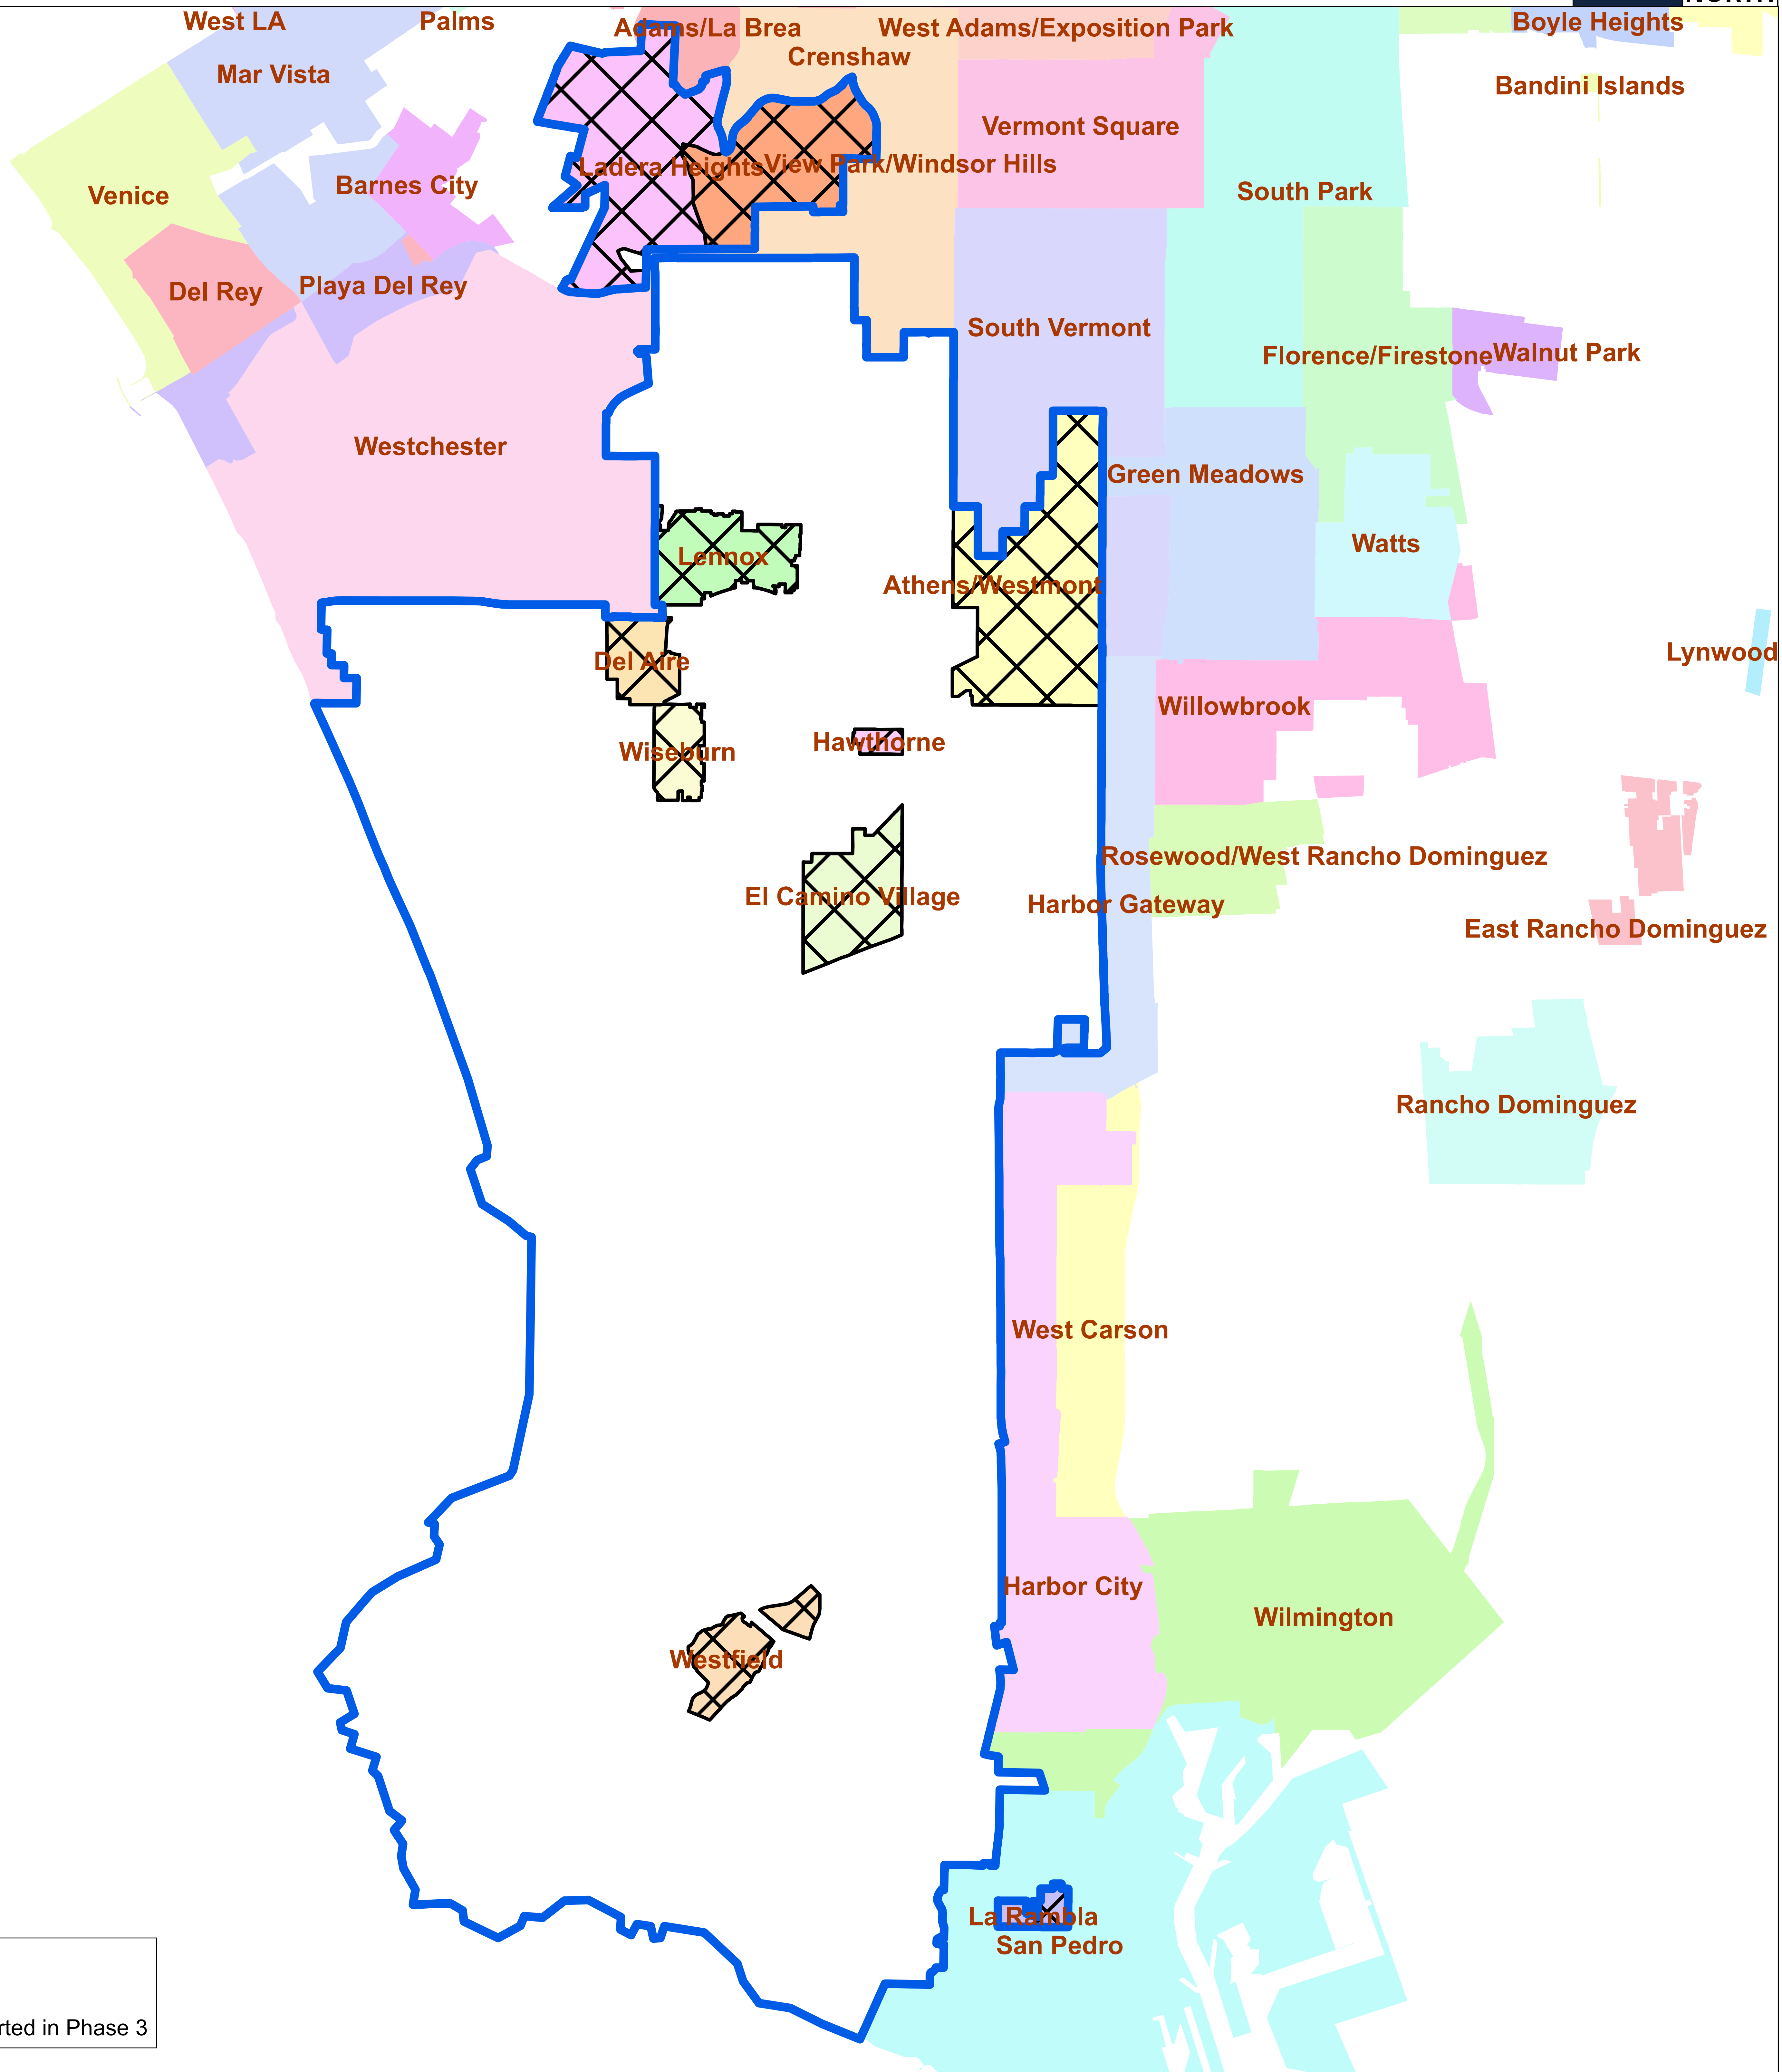 West LA
Palms
Adams/La Brea
West Adams/Exposition Park
Boyle Heights
Crenshaw
Mar Vista
Bandini Islands
Vermont Square
Ladera Heights
View Park/Windsor Hills
Barnes City
South Park
Venice
Playa Del Rey
Del Rey
South Vermont
Florence/Firestone
Walnut Park
Westchester
Green Meadows
Watts
Lennox
Athens/Westmont
Lynwood
Del Aire
Willowbrook
Hawthorne
Wiseburn
Rosewood/West Rancho Dominguez
El Camino Village
Harbor Gateway
East Rancho Dominguez
Rancho Dominguez
West Carson
Harbor City
Wilmington
Westfield
La Rambla
San Pedro
rted in Phase 3